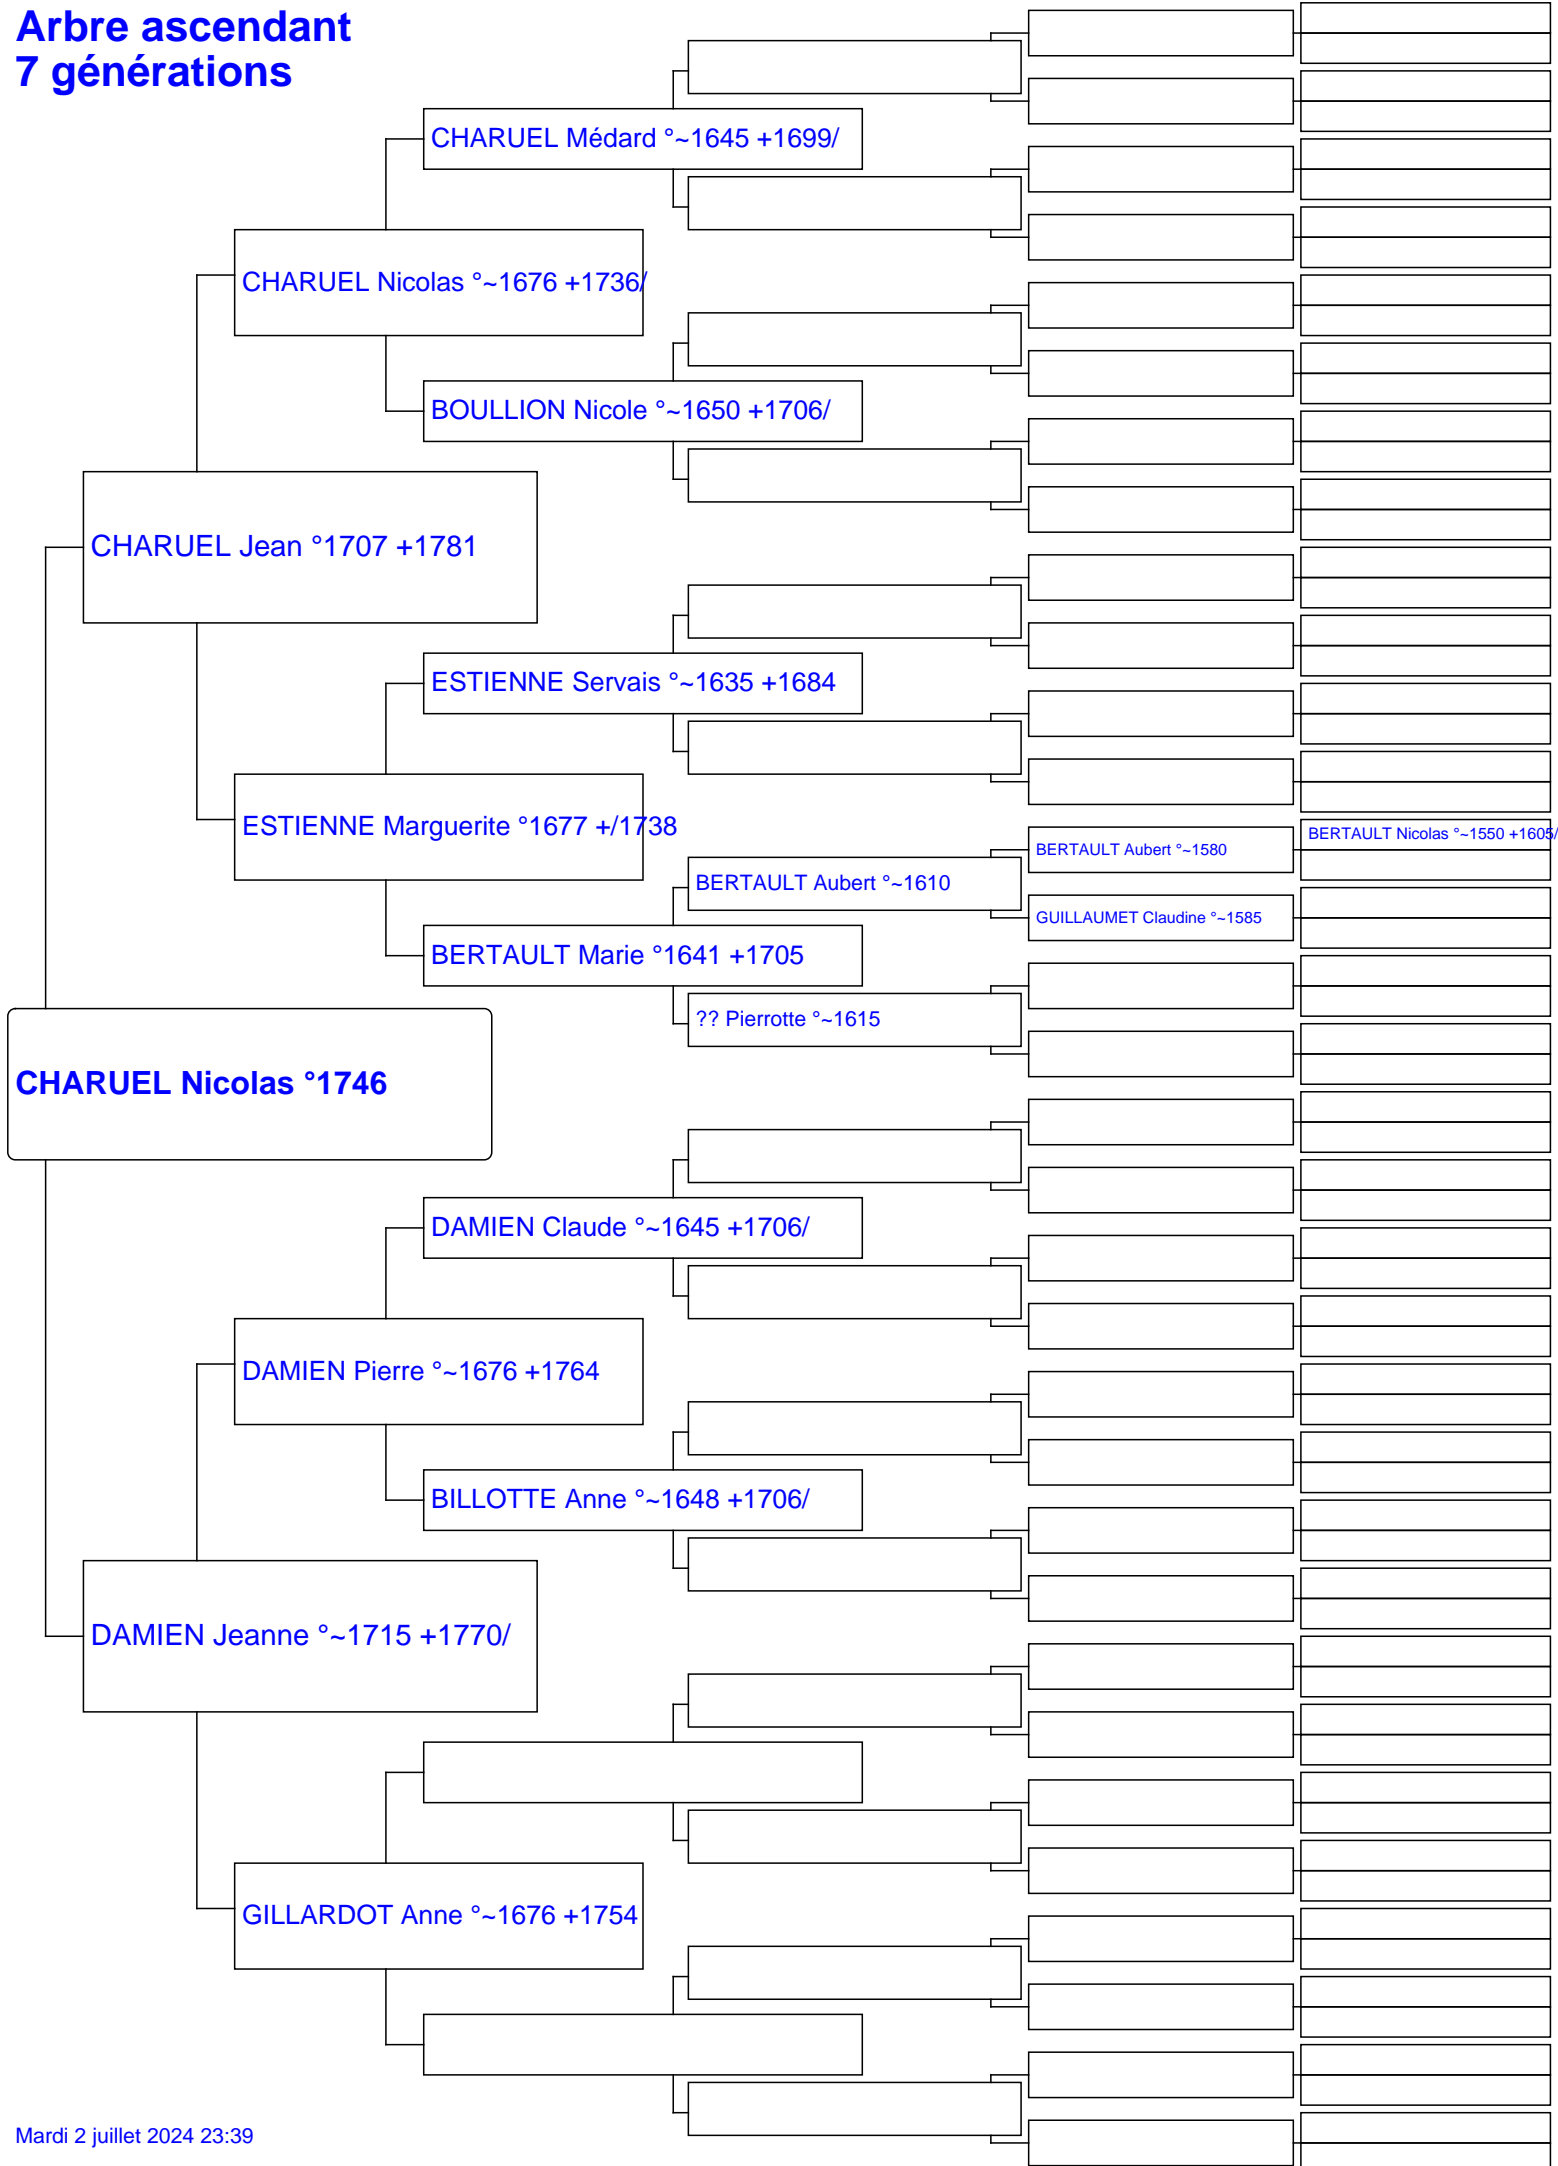 Arbre ascendant
7 générations
CHARUEL Médard °~1645 +1699/
CHARUEL Nicolas °~1676 +1736/
BOULLION Nicole °~1650 +1706/
CHARUEL Jean °1707 +1781
ESTIENNE Servais °~1635 +1684
ESTIENNE Marguerite °1677 +/1738
BERTAULT Nicolas °~1550 +1605/
BERTAULT Aubert °~1580
BERTAULT Aubert °~1610
GUILLAUMET Claudine °~1585
BERTAULT Marie °1641 +1705
?? Pierrotte °~1615
CHARUEL Nicolas °1746
DAMIEN Claude °~1645 +1706/
DAMIEN Pierre °~1676 +1764
BILLOTTE Anne °~1648 +1706/
DAMIEN Jeanne °~1715 +1770/
GILLARDOT Anne °~1676 +1754
Mardi 2 juillet 2024 23:39